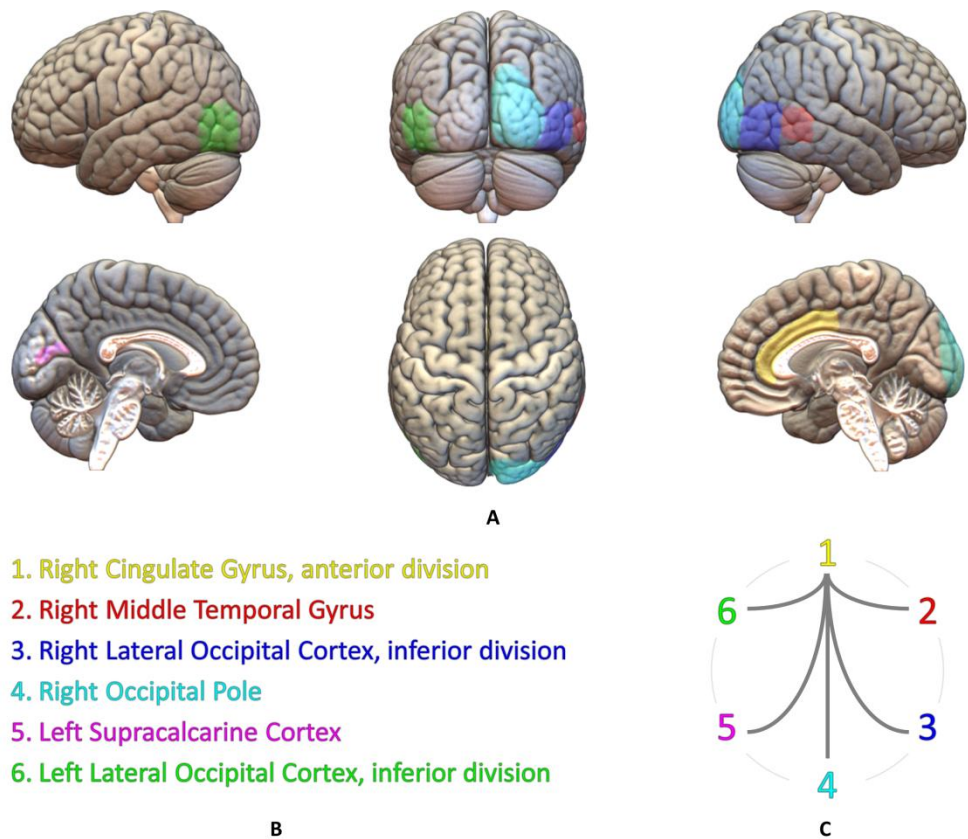 A
1. Right Cingulate Gyrus, anterior division
2. Right Middle Temporal Gyrus
3. Right Lateral Occipital Cortex, inferior division
4. Right Occipital Pole
5. Left Supracalcarine Cortex
6. Left Lateral Occipital Cortex, inferior division
B
1
6 2
5 3
4
C